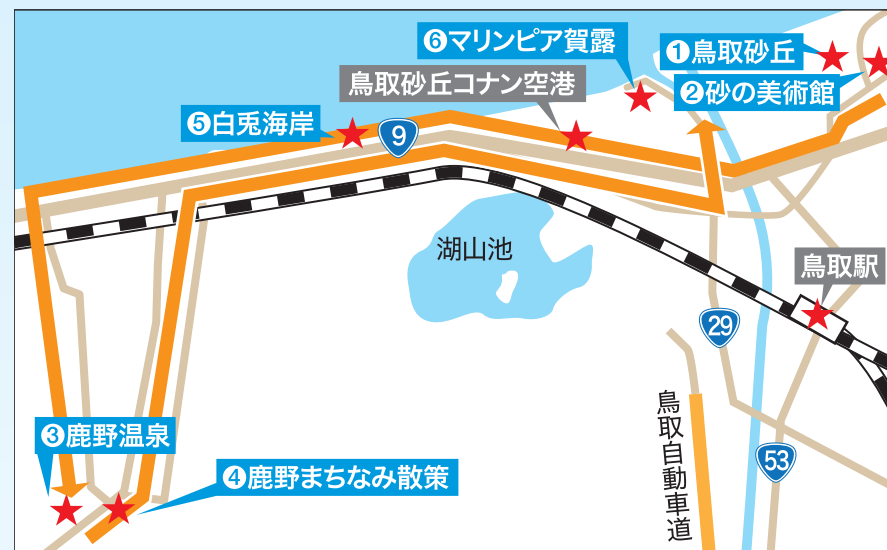 ❻マリンピア賀露
❶鳥取砂丘
鳥取砂丘コナン空港
❷砂の美術館
❺白兎海岸
9
湖山池
鳥取駅
29
鳥取自動車道
❸鹿野温泉
53
❹鹿野まちなみ散策